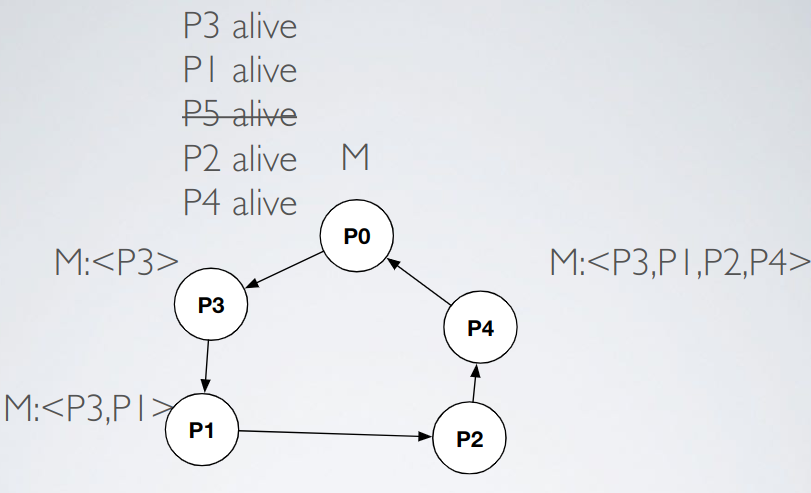 P3 alive
P1 alive
P5 alive
P2 alive
M
P4 alive
P0
M:<P3>
M:<P3,P1,P2,P4>
P3
P4
M:<P3,P1>
P1
P2